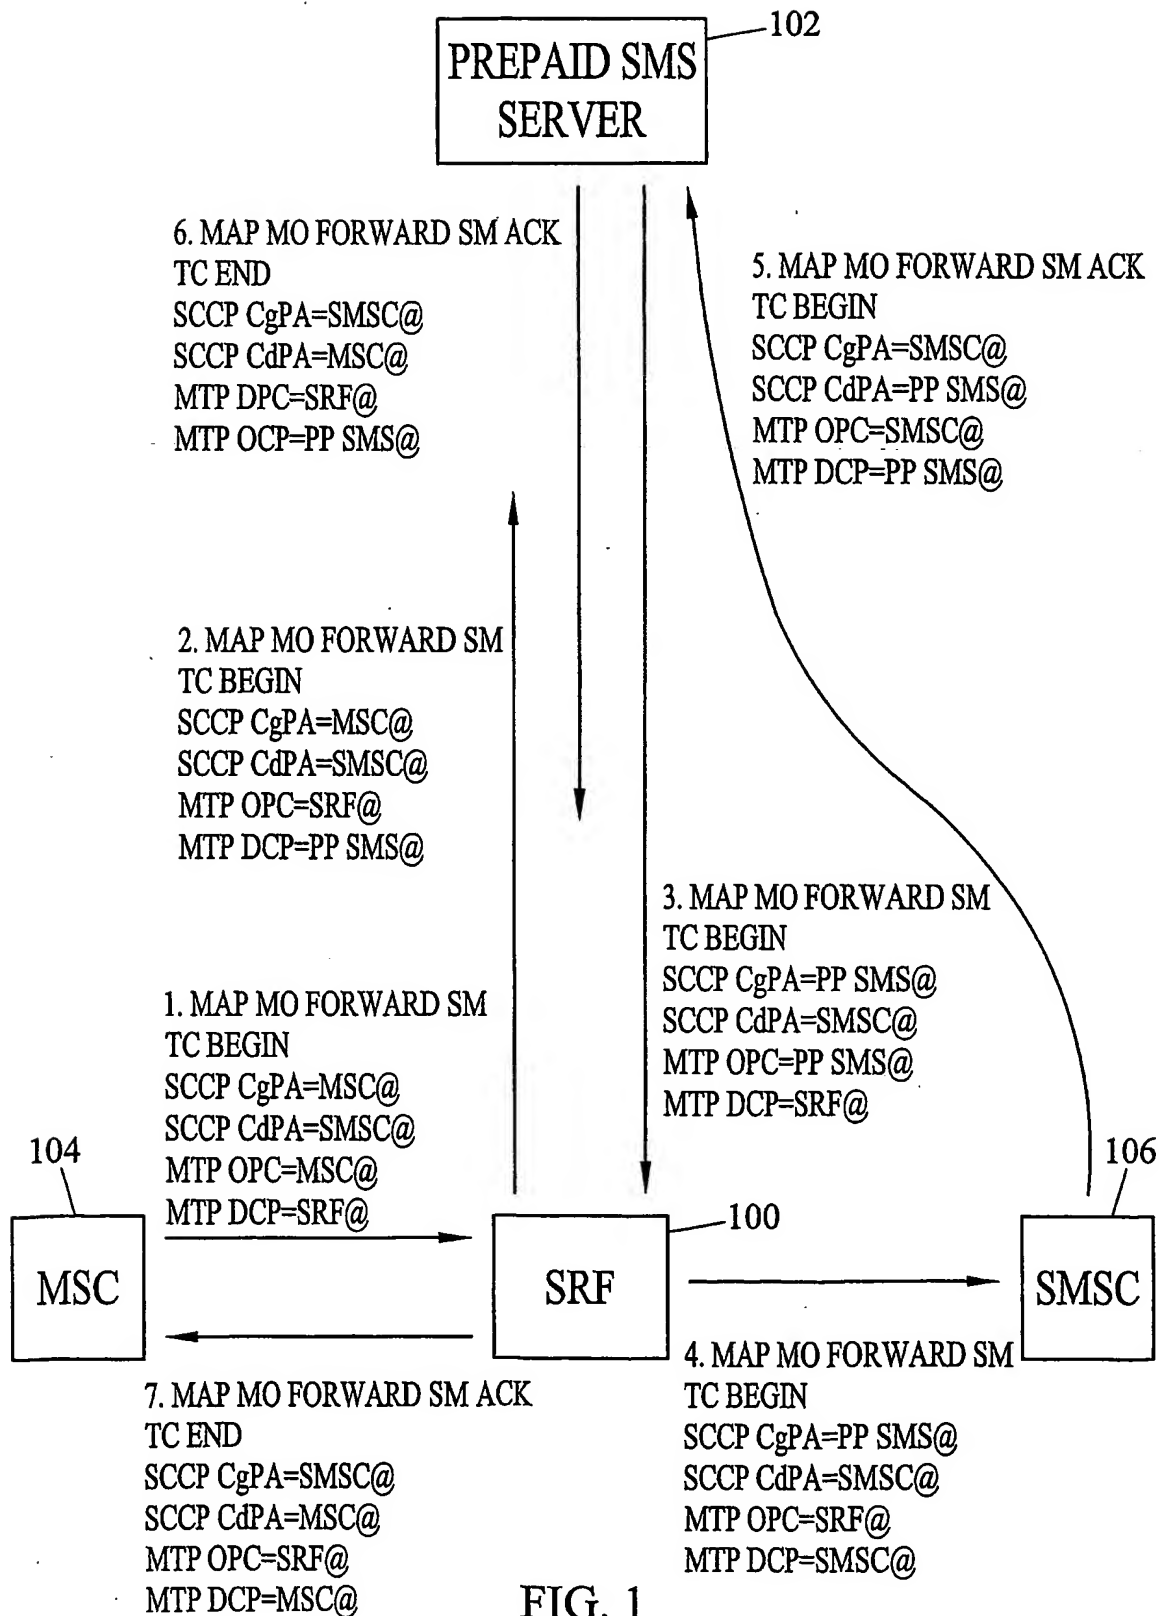 102
PREPAID SMS
SERVER
6. MAP MO FORWARD SM ACK
TC END
SCCP CgPA=SMSC@
SCCP CdPA=MSC@
MTP DPC=SRF@
MTP OCP=PP SMS@
5. MAP MO FORWARD SM ACK
TC BEGIN
SCCP CgPA=SMSC@
SCCP CdPA=PP SMS@
MTP OPC=SMSC@
MTP DCP=PP SMS@
2. MAP MO FORWARD SM
TC BEGIN
SCCP CgPA=MSC@
SCCP CdPA=SMSC@
MTP OPC=SRF@
MTP DCP=PP SMS@
3. MAP MO FORWARD SM
TC BEGIN
SCCP CgPA=PP SMS@
SCCP CdPA=SMSC@
MTP OPC=PP SMS@
MTP DCP=SRF@
1. MAP MO FORWARD SM
TC BEGIN
SCCP CgPA=MSC@
SCCP CdPA=SMSC@
MTP OPC=MSC@
MTP DCP=SRF@
104
MSC
100
SRF
106
SMSC
4. MAP MO FORWARD SM
TC BEGIN
SCCP CgPA=PP SMS@
SCCP CdPA=SMSC@
MTP OPC=SRF@
MTP DCP=SMSC@
7. MAP MO FORWARD SM ACK
TC END
SCCP CgPA=SMSC@
SCCP CdPA=MSC@
MTP OPC=SRF@
MTP DCP=MSC@
FIG. 1